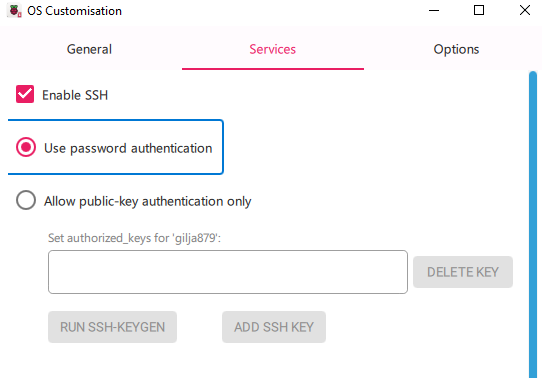 OS Customisation
General Services Options
Enable SSH
Use password authentication
Allow public-key authentication only
Set authorized_keys for 'gilja879':
DELETE KEY
RUN SSH-KEYGEN ADD SSH KEY